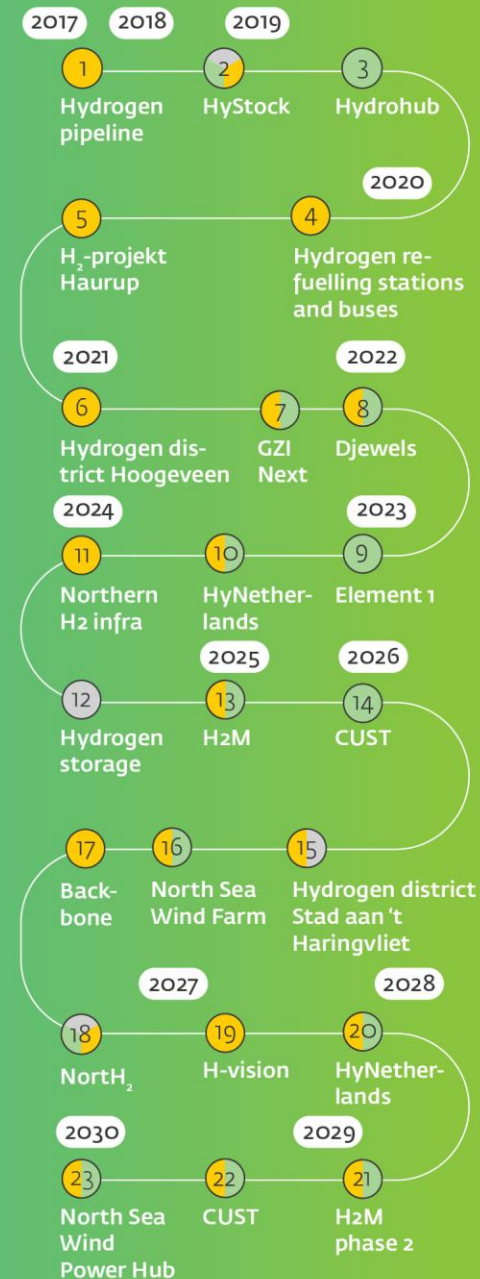 2017
2018
2019
1
2
3
Hydrogen
pipeline
HyStock
Hydrohub
2020
5
4
H₂-projekt
Haurup
Hydrogen re-
fuelling stations
and buses
2021
2022
6
7
8
Hydrogen dis-
trict Hoogeveen
GZI
Next
Djewels
2024
2023
11
10
9
Northern
H2 infra
HyNether-
lands
Element 1
2025
2026
12
13
14
Hydrogen
storage
H2M
CUST
17
16
15
Back-
bone
North Sea
Wind Farm
Hydrogen district
Stad aan 't
Haringvliet
2027
2028
18
19
20
NortH₂
H-vision
HyNether-
lands
2030
2029
23
22
21
North Sea
Wind
Power Hub
CUST
H2M
phase 2